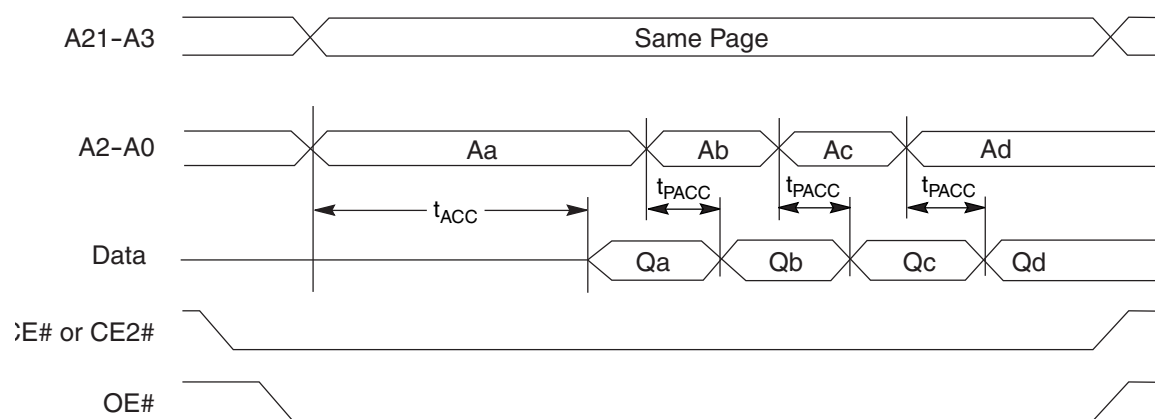 A21-A3
Same Page
A2-A0
Aa
Ab
Ac
Ad
tACC
tPACC
tPACC
tPACC
Data
Qa
Qb
Qc
Qd
CE# or CE2#
OE#